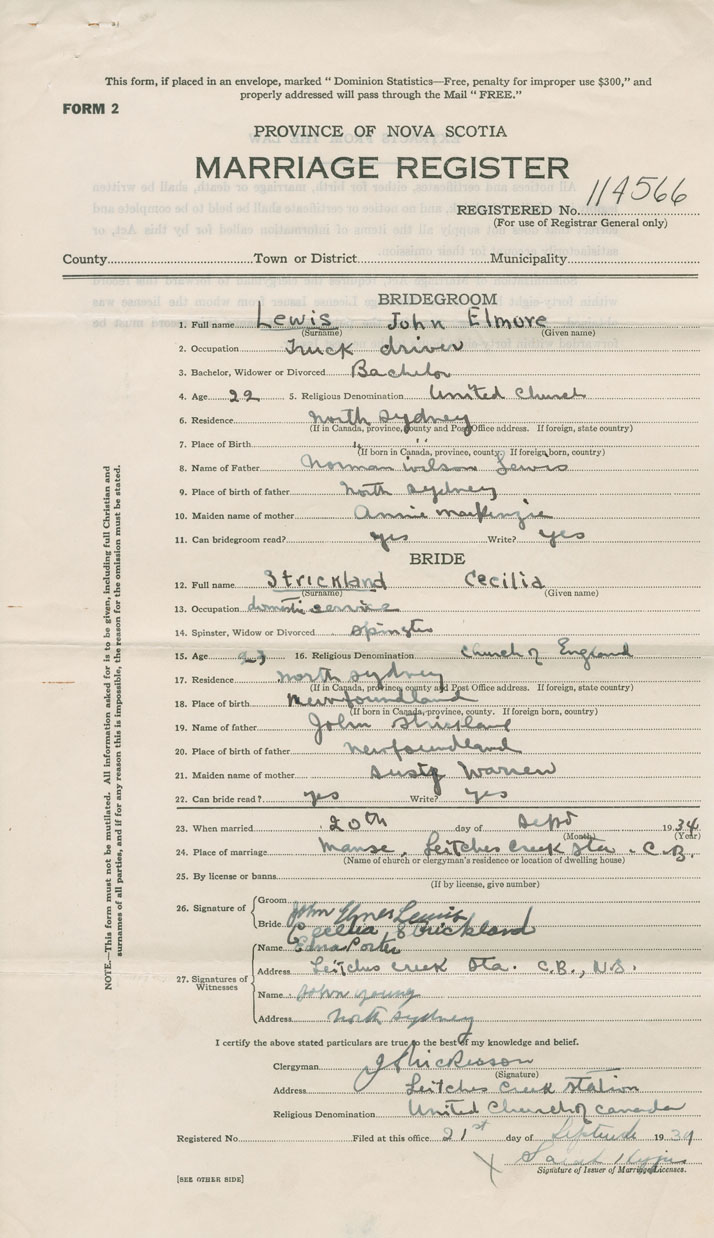 This form, if placed in an envelope, marked " Dominion Statistics—Free, penalty for improper use $300," and
properly addressed will pass through the Mail " FREE."
FORM 2
PROVINCE OF NOVA SCOTIA
MARRIAGE REGISTER
REGISTERED No. 114566
(For use of Registrar General only)
County Town or District Municipality
BRIDEGROOM
1. Full name Lewis John Elmore
(Surname) (Given name)
2. Occupation Truck driver
3. Bachelor, Widower or Divorced Bachelor
4. Age 22 5. Religious Denomination United Church
6. Residence North Sydney
(If in Canada, province, county and Post Office address. If foreign, state country)
7. Place of Birth " "
(If born in Canada, province, county. If foreign born, country)
8. Name of Father Norman Wilson Lewis
9. Place of birth of father North Sydney
10. Maiden name of mother Annie MacKenzie
11. Can bridegroom read? yes Write? yes
BRIDE
12. Full name Strickland Cecilia
(Surname) (Given name)
13. Occupation domestic service
14. Spinster, Widow or Divorced Spinster
15. Age 23 16. Religious Denomination Church of England
17. Residence North Sydney
(If in Canada, province, county and Post Office address. If foreign, state country)
18. Place of birth Newfoundland
(If born in Canada, province, county. If foreign born, country)
19. Name of father John Strickland
20. Place of birth of father Newfoundland
21. Maiden name of mother Susty Warren
22. Can bride read? yes Write? yes
23. When married 20th day of Sept 1934
(Month) (Year)
24. Place of marriage Manse, Leitches Creek Sta. C.B.
(Name of church or clergyman's residence or location of dwelling house)
25. By license or banns
(If by license, give number)
26. Signature of Groom John Lewis
Bride Cecilia Strickland
27. Signatures of Witnesses Name Edna Porter
Address Leitches Creek Sta. C.B., N.S.
Name John Young
Address North Sydney
I certify the above stated particulars are true to the best of my knowledge and belief.
Clergyman
(Signature)
Address Leitches Creek Station
Religious Denomination United Church of Canada
Registered No. Filed at this office 21st day of September 1934
Sarah
Signature of Issuer of Marriage Licenses.
[SEE OTHER SIDE]
NOTE.—This form must not be mutilated. All information asked for is to be given, including full Christian and
surnames of all parties, and if for any reason this is impossible, the reason for the omission must be stated.